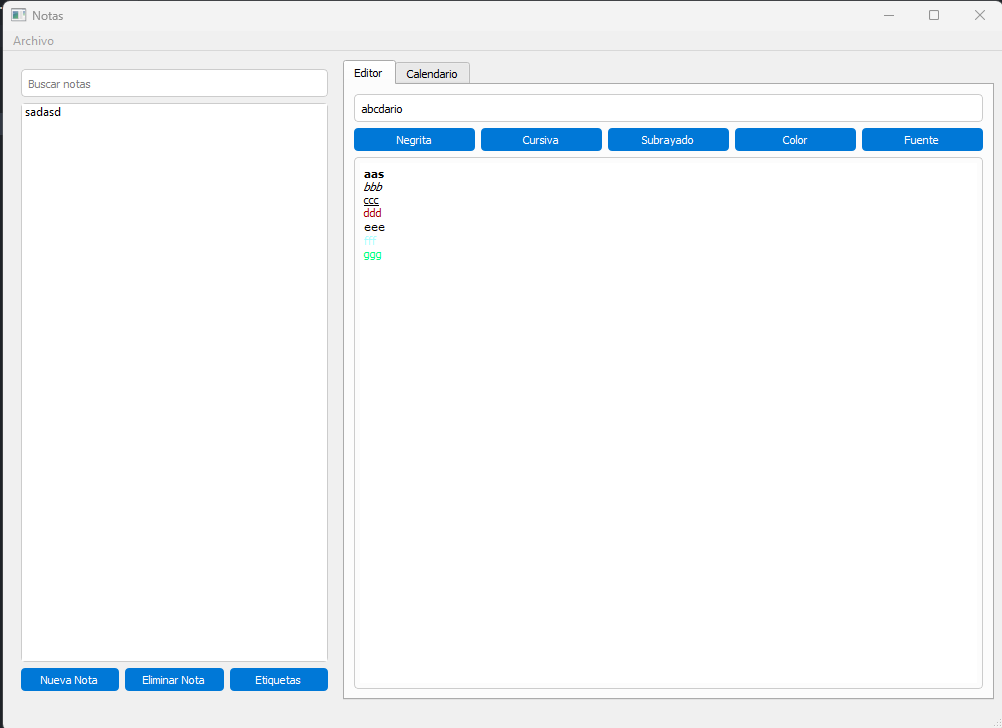 Notas
Archivo
Buscar notas
sadasd
Nueva Nota
Eliminar Nota
Etiquetas
Editor
Calendario
abcdario
Negrita
Cursiva
Subrayado
Color
Fuente
aas
bbb
ccc
ddd
eee
fff
ggg